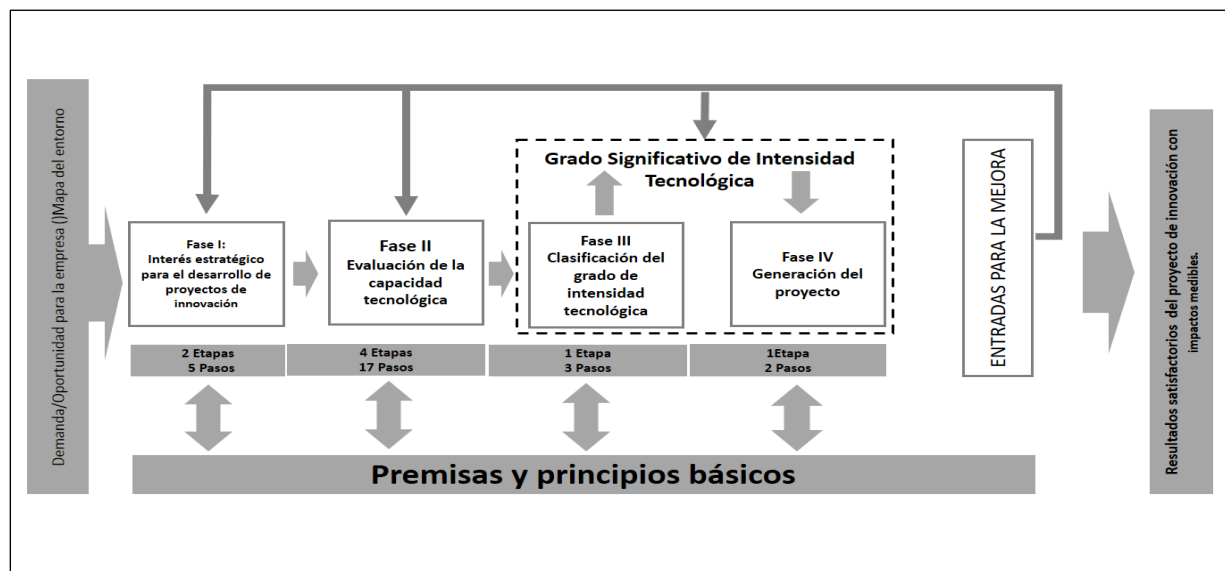 Demanda/Oportunidad para la empresa ()Mapa del entorno
Grado Significativo de Intensidad
Tecnológica
Fase I:
Interés estratégico
para el desarrollo de
proyectos de
innovación
Fase II
Evaluación de la
capacidad
tecnológica
Fase III
Clasificación del
grado de
intensidad
tecnológica
Fase IV
Generación del
proyecto
2 Etapas
5 Pasos
4 Etapas
17 Pasos
1 Etapa
3 Pasos
1Etapa
2 Pasos
Premisas y principios básicos
ENTRADAS PARA LA MEJORA
Resultados satisfactorios del proyecto de innovación con
impactos medibles.